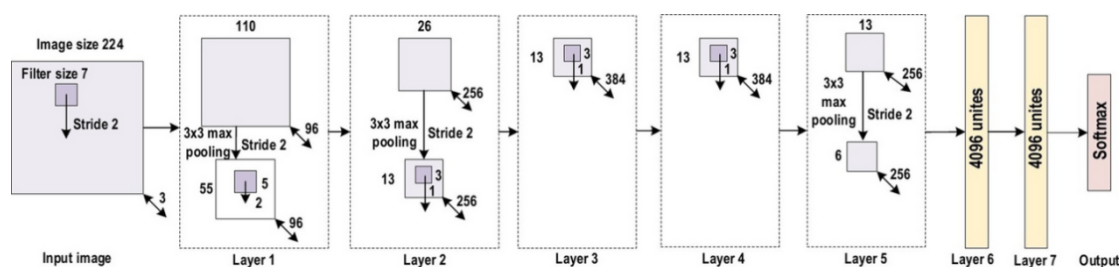 Image size 224
Filter size 7
Stride 2
3
Input image
110
96
3x3 max
pooling
Stride 2
55
5
2
96
Layer 1
26
256
3x3 max
pooling
Stride 2
13
3
1
256
Layer 2
13
3
1
384
Layer 3
13
3
1
384
Layer 4
13
256
3x3
max
pooling
Stride 2
6
256
Layer 5
4096 unites
Layer 6
4096 unites
Layer 7
Softmax
Output